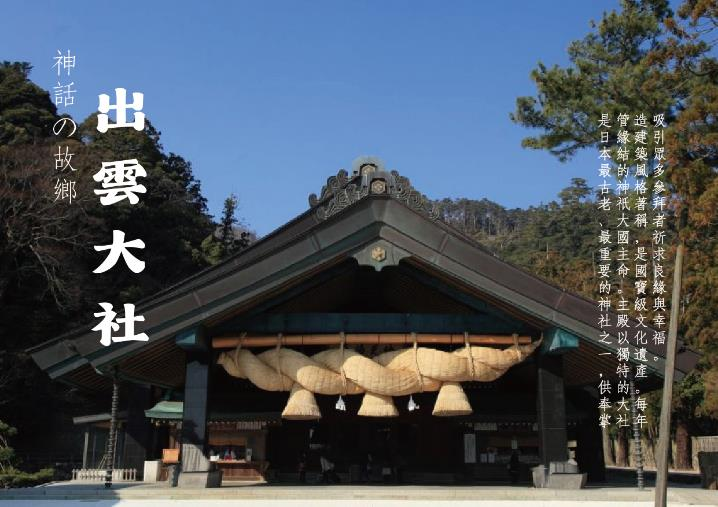 神話の故鄉
出雲大社
是日本最古老、最重要的神社之一,供奉掌
管緣結的神祇大國主命。主殿以獨特的大社
造建築風格著稱,是國寶級文化遺產。每年
吸引眾多參拜者祈求良緣與幸福。